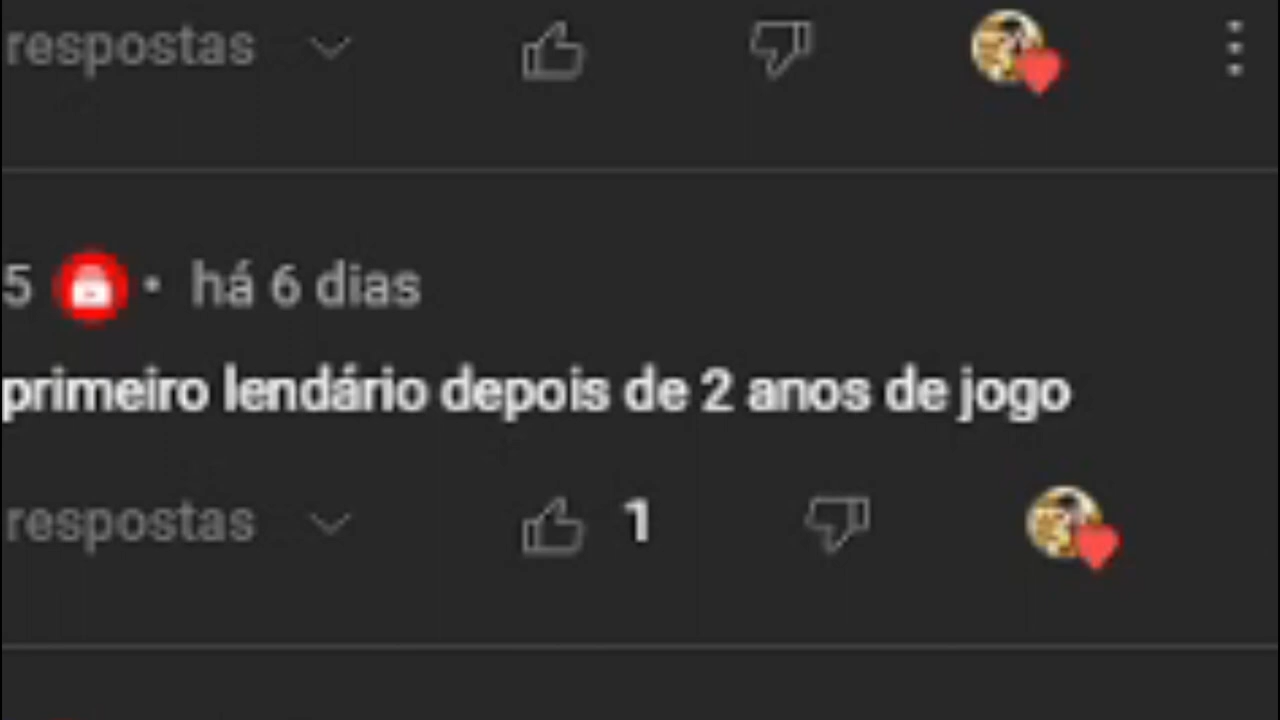 respostas
5 • há 6 dias
primeiro lendário depois de 2 anos de jogo
respostas 1